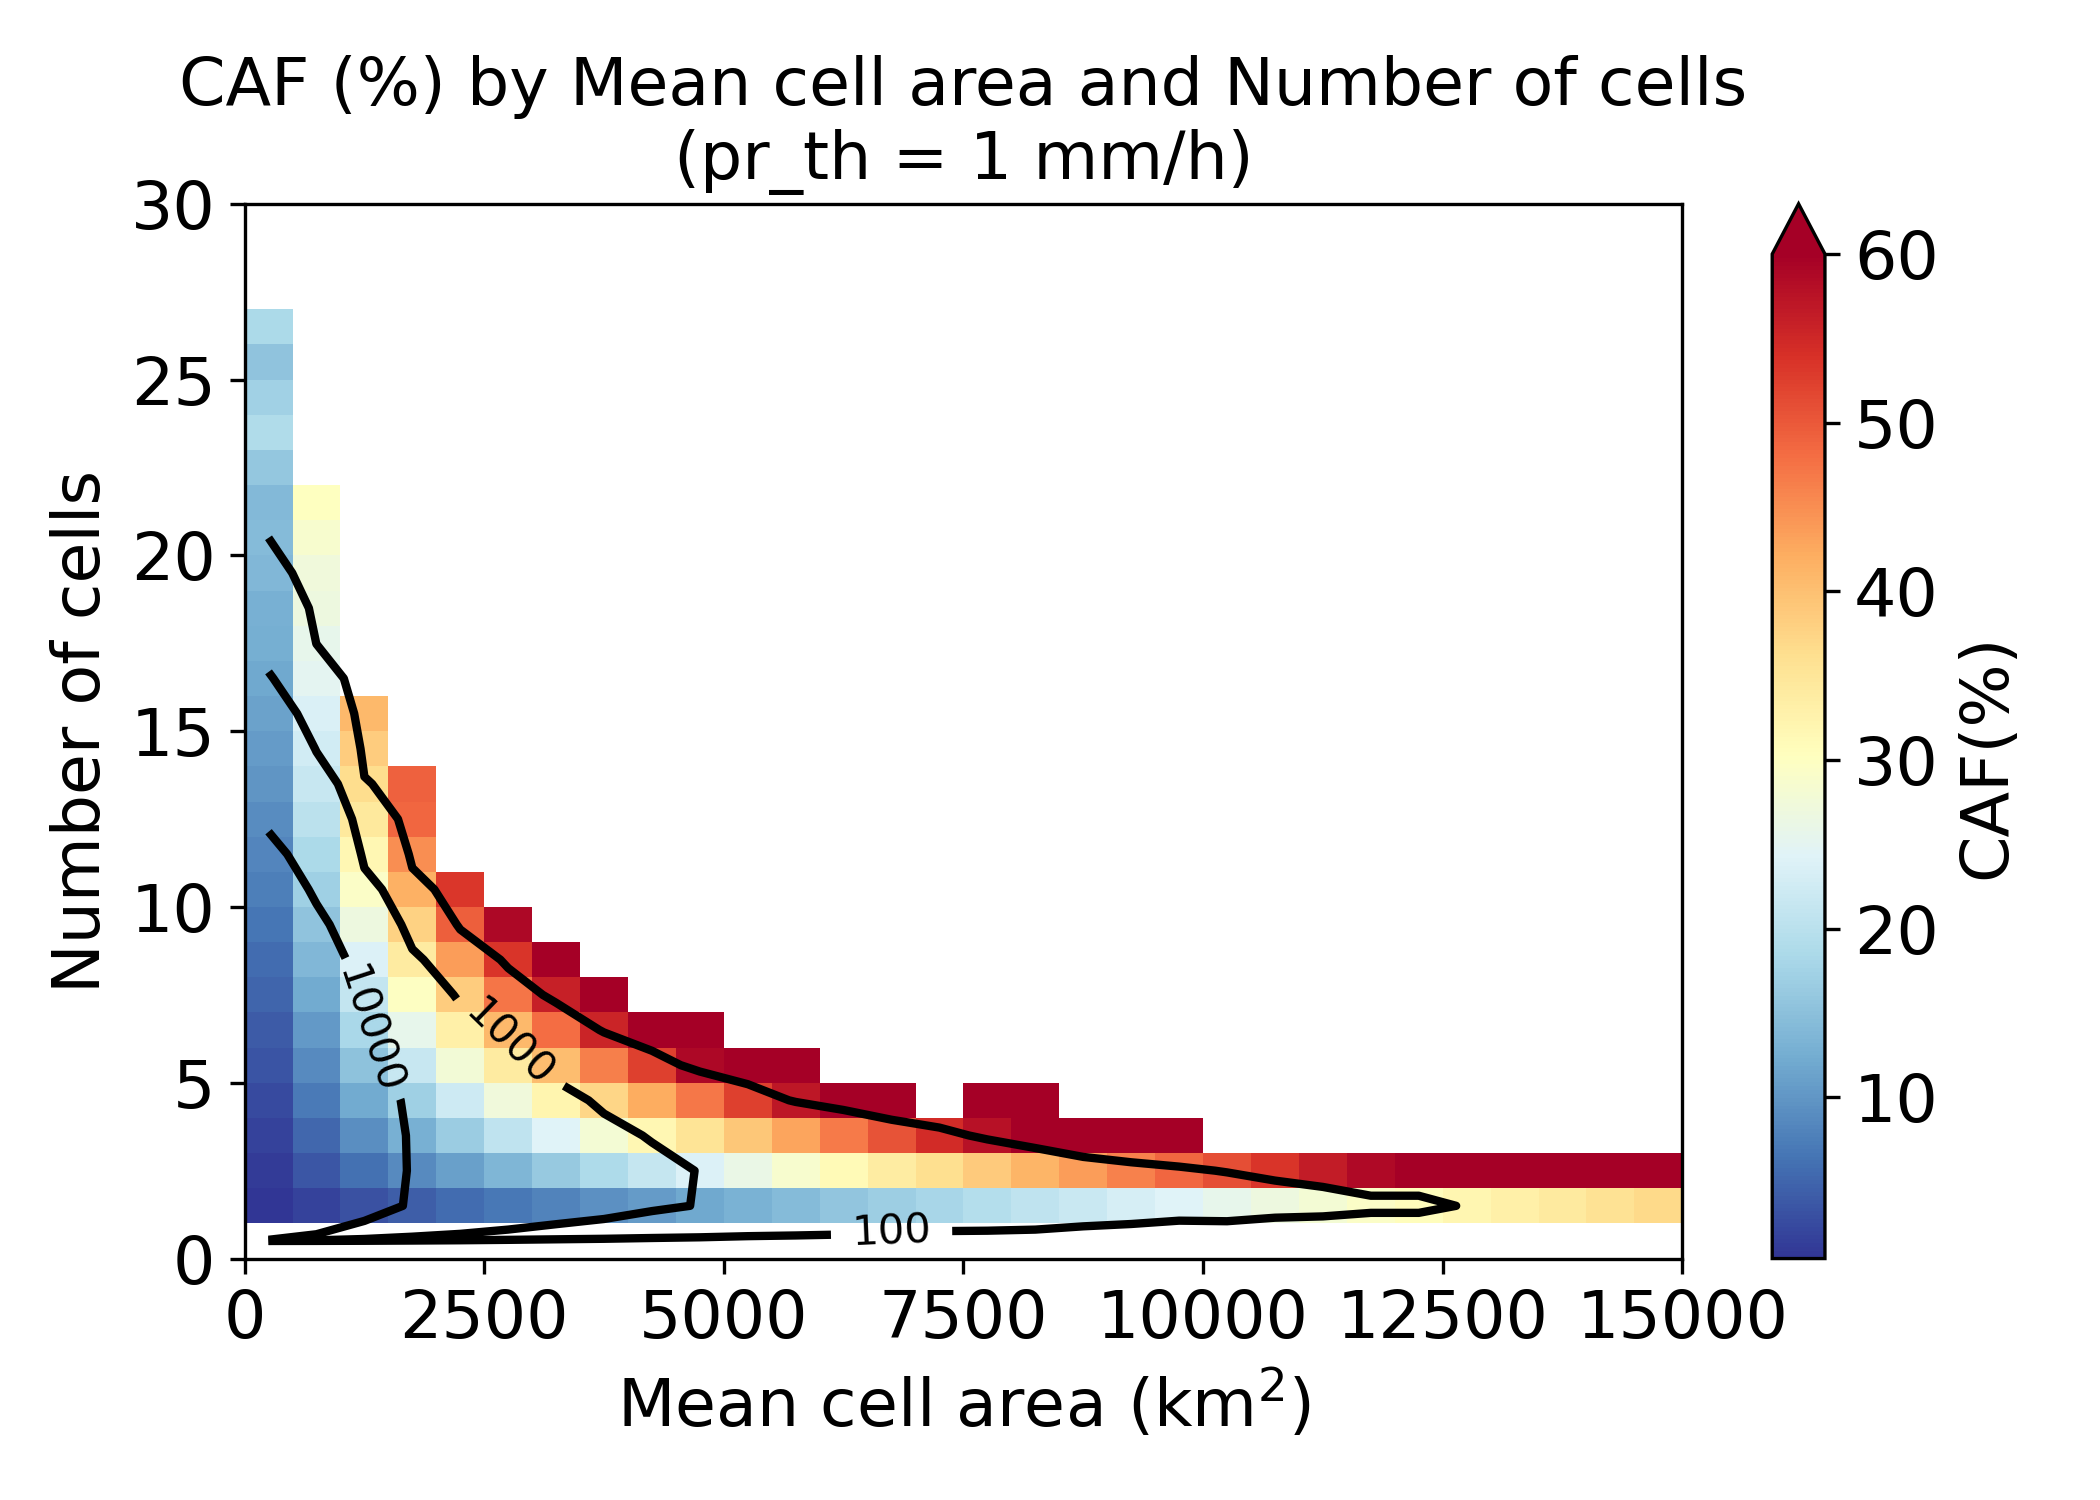 CAF (%) by Mean cell area and Number of cells
(pr_th = 1 mm/h)
30
25
20
15
10
5
0
Number of cells
10000
1000
100
0 2500 5000 7500 10000 12500 15000
Mean cell area (km²)
60
50
40
30
20
10
CAF(%)